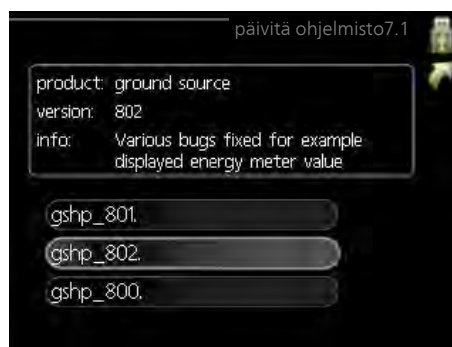 päivitä ohjelmisto7.1
product: ground source
version: 802
info: Various bugs fixed for example
displayed energy meter value
gshp_801.
gshp_802.
gshp_800.